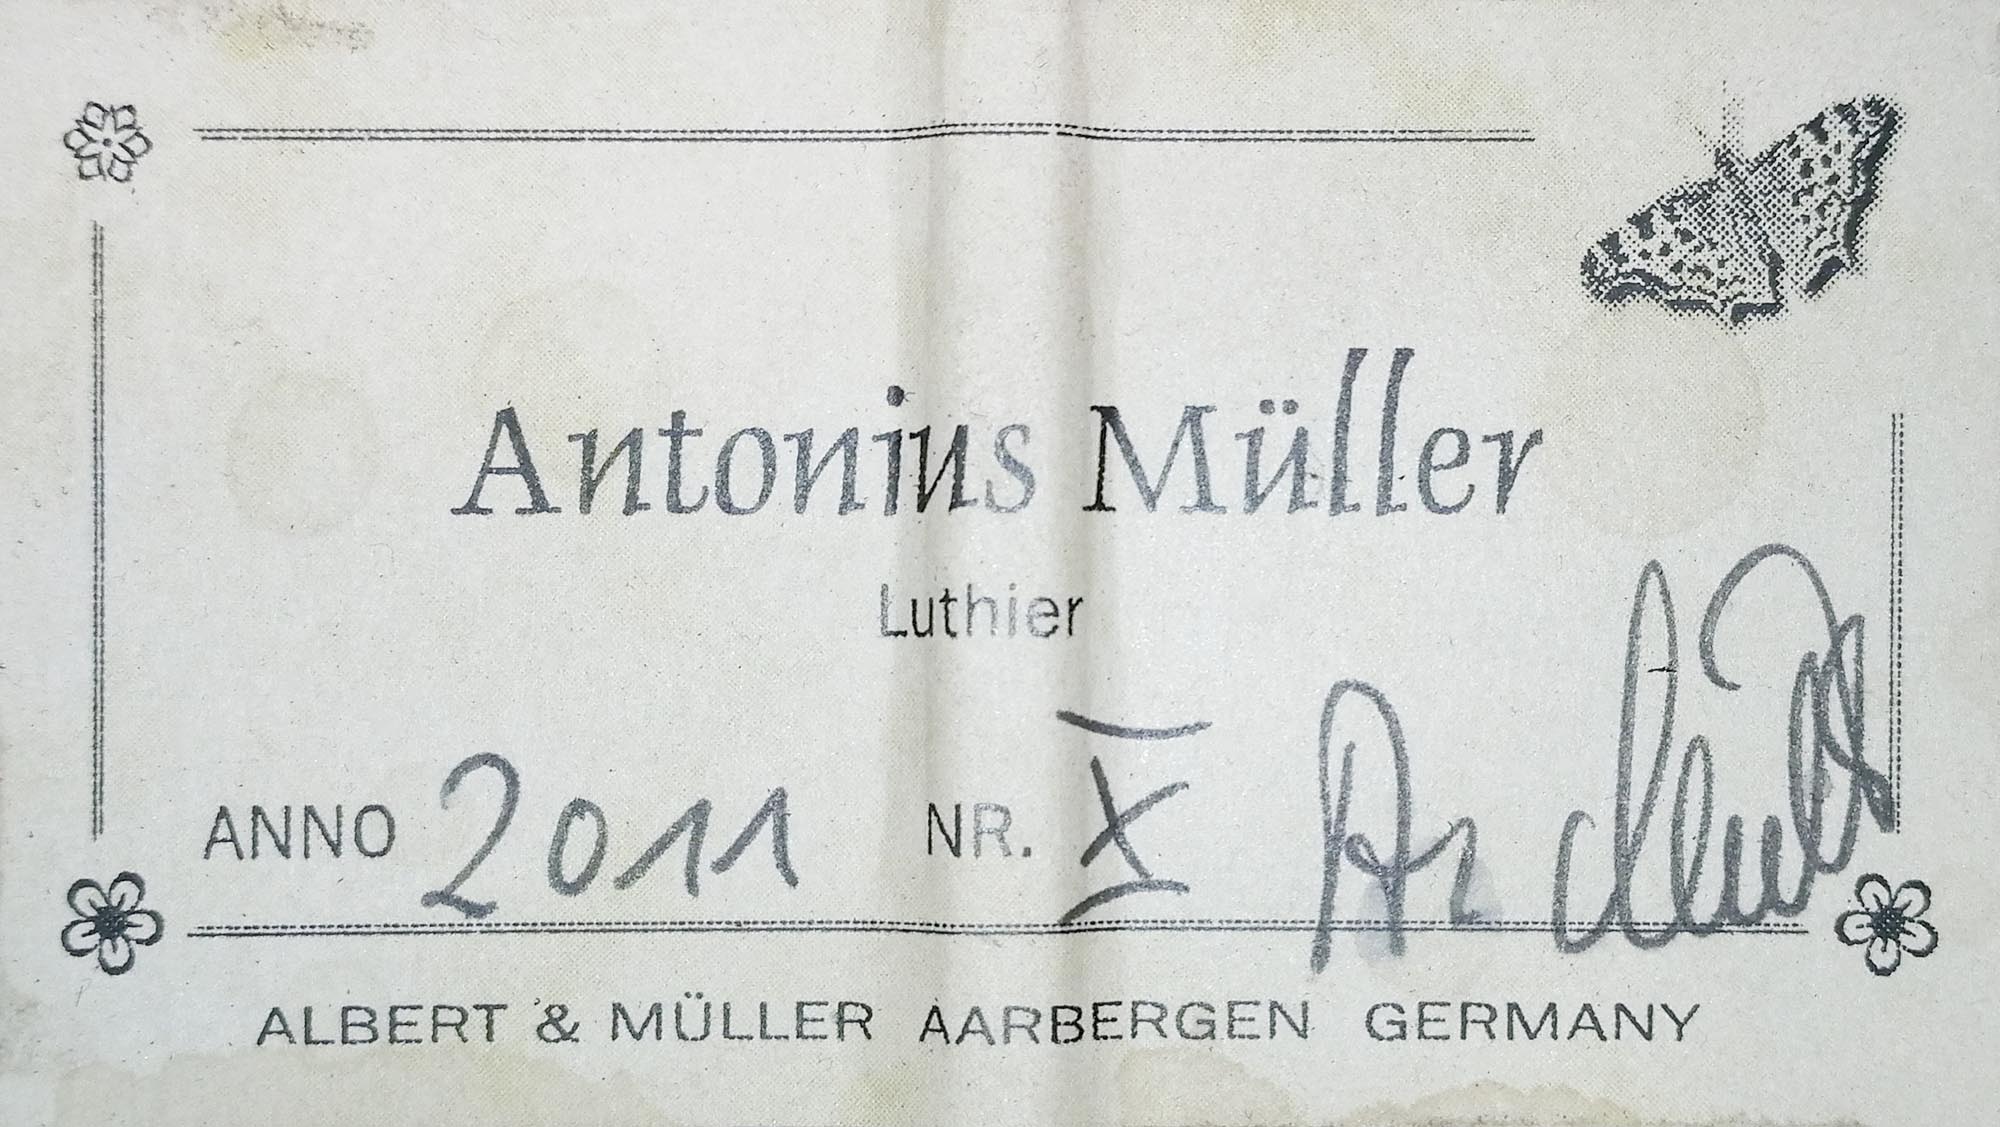 Antonius Müller
Luthier
ANNO 2011 NR. X
ALBERT & MÜLLER AARBERGEN GERMANY